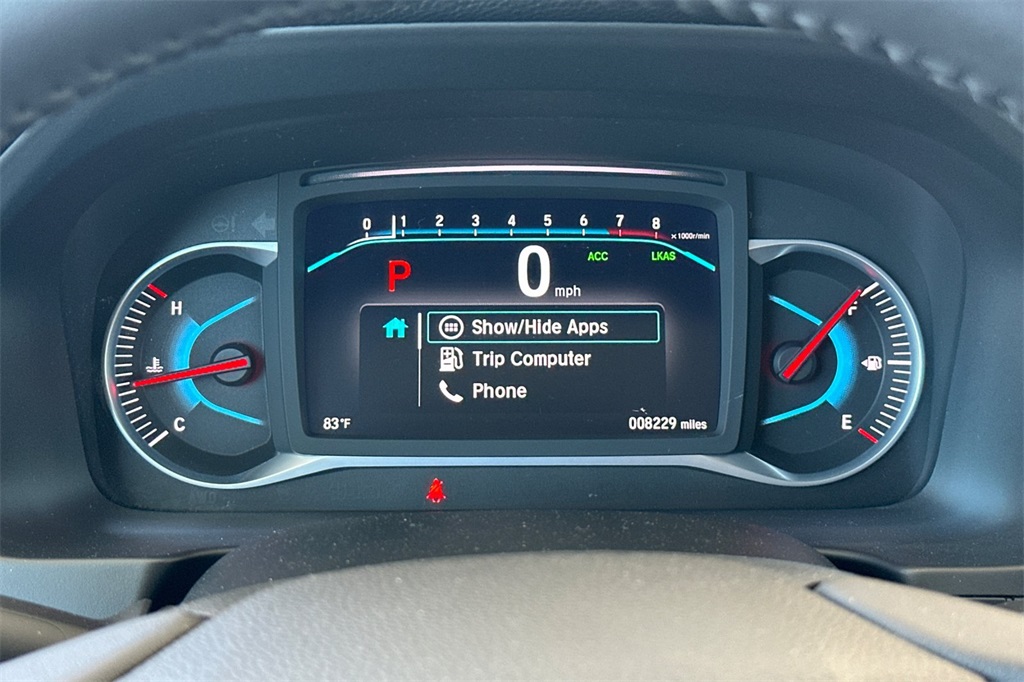 0 1 2 3 4 5 6 7 8 x1000r/min
P 0 mph ACC LKAS
H
F
Show/Hide Apps
Trip Computer
Phone
C
E
83°F 008229 miles